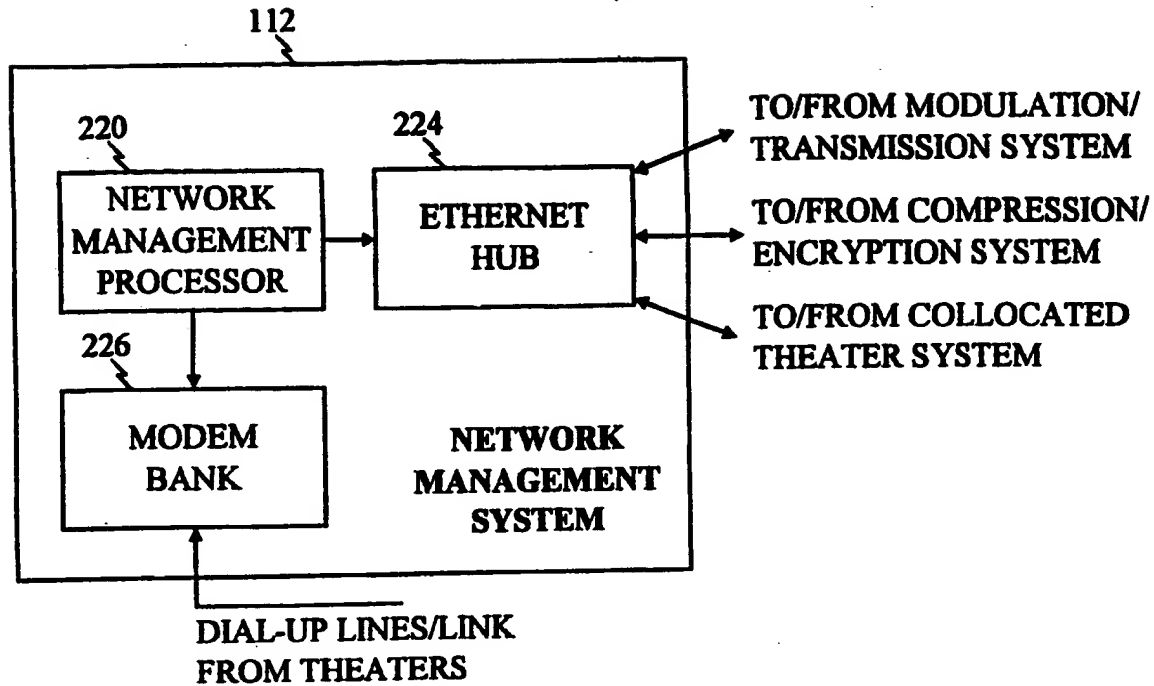 112
220
NETWORK
MANAGEMENT
PROCESSOR
224
ETHERNET
HUB
TO/FROM MODULATION/
TRANSMISSION SYSTEM
TO/FROM COMPRESSION/
ENCRYPTION SYSTEM
TO/FROM COLLOCATED
THEATER SYSTEM
226
MODEM
BANK
NETWORK
MANAGEMENT
SYSTEM
DIAL-UP LINES/LINK
FROM THEATERS